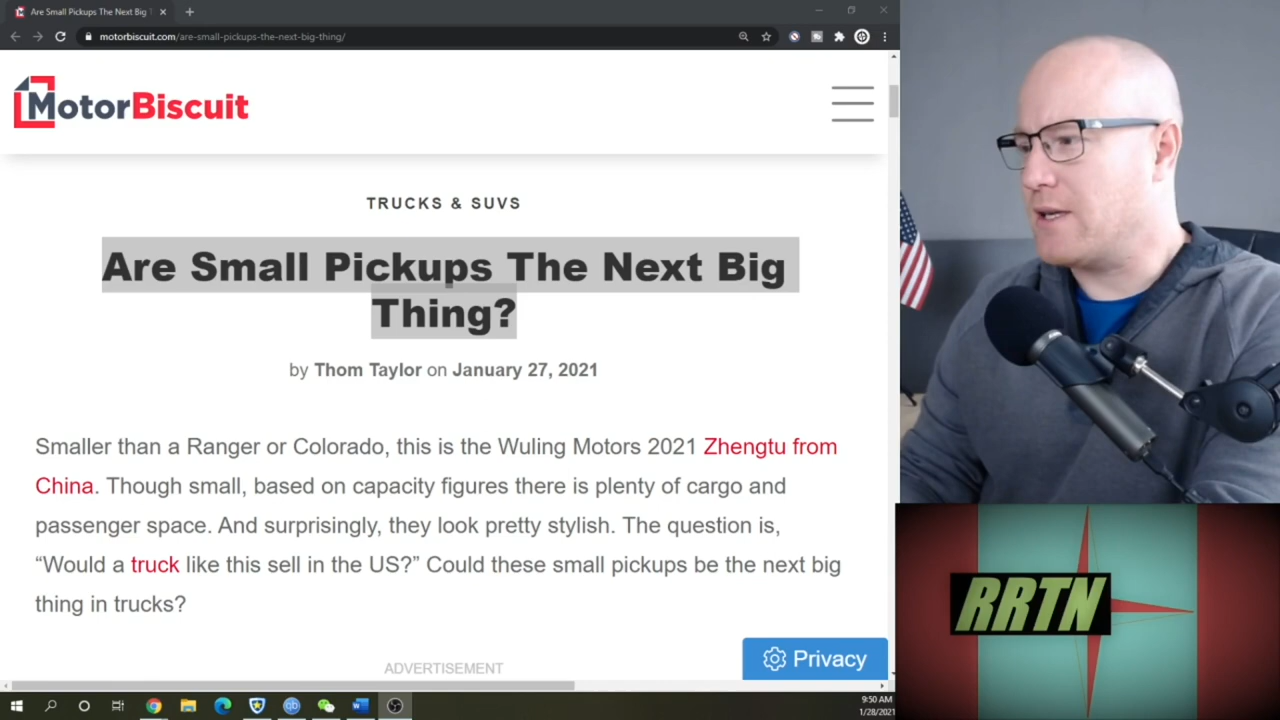 Are Small Pickups The Next Big
motorbiscuit.com/are-small-pickups-the-next-big-thing/
MotorBiscuit
TRUCKS & SUVS
Are Small Pickups The Next Big
Thing?
by Thom Taylor on January 27, 2021
Smaller than a Ranger or Colorado, this is the Wuling Motors 2021 Zhengtu from
China. Though small, based on capacity figures there is plenty of cargo and
passenger space. And surprisingly, they look pretty stylish. The question is,
“Would a truck like this sell in the US?” Could these small pickups be the next big
thing in trucks?
ADVERTISEMENT
Privacy
RRTN
qb
W
9:50 AM
1/28/2021